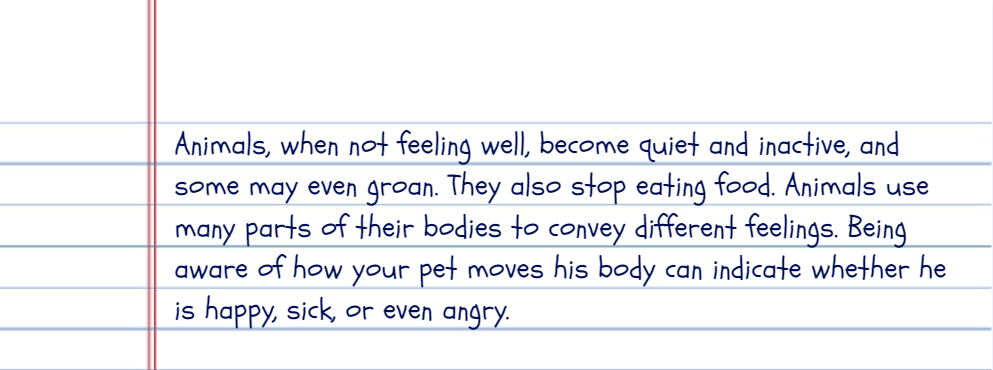 Animals, when not feeling well, become quiet and inactive, and
some may even groan. They also stop eating food. Animals use
many parts of their bodies to convey different feelings. Being
aware of how your pet moves his body can indicate whether he
is happy, sick, or even angry.